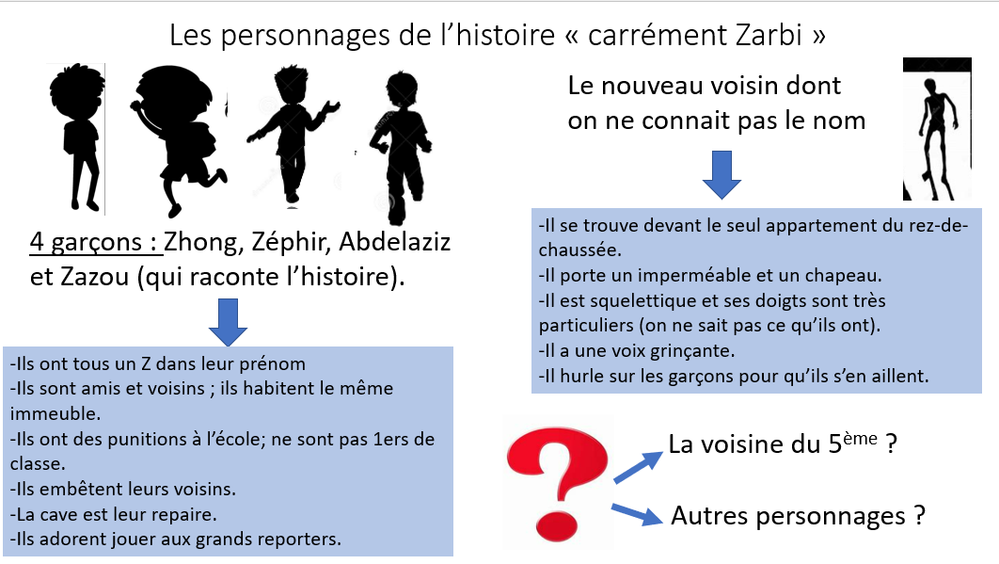 Les personnages de l’histoire « carrément Zarbi »
4 garçons : Zhong, Zéphir, Abdelaziz
et Zazou (qui raconte l’histoire).
-Ils ont tous un Z dans leur prénom
-Ils sont amis et voisins ; ils habitent le même
immeuble.
-Ils ont des punitions à l’école; ne sont pas 1ers de
classe.
-Ils embêtent leurs voisins.
-La cave est leur repaire.
-Ils adorent jouer aux grands reporters.
Le nouveau voisin dont
on ne connait pas le nom
-Il se trouve devant le seul appartement du rez-de-
chaussée.
-Il porte un imperméable et un chapeau.
-Il est squelettique et ses doigts sont très
particuliers (on ne sait pas ce qu’ils ont).
-Il a une voix grinçante.
-Il hurle sur les garçons pour qu’ils s’en aillent.
La voisine du 5ème ?
Autres personnages ?